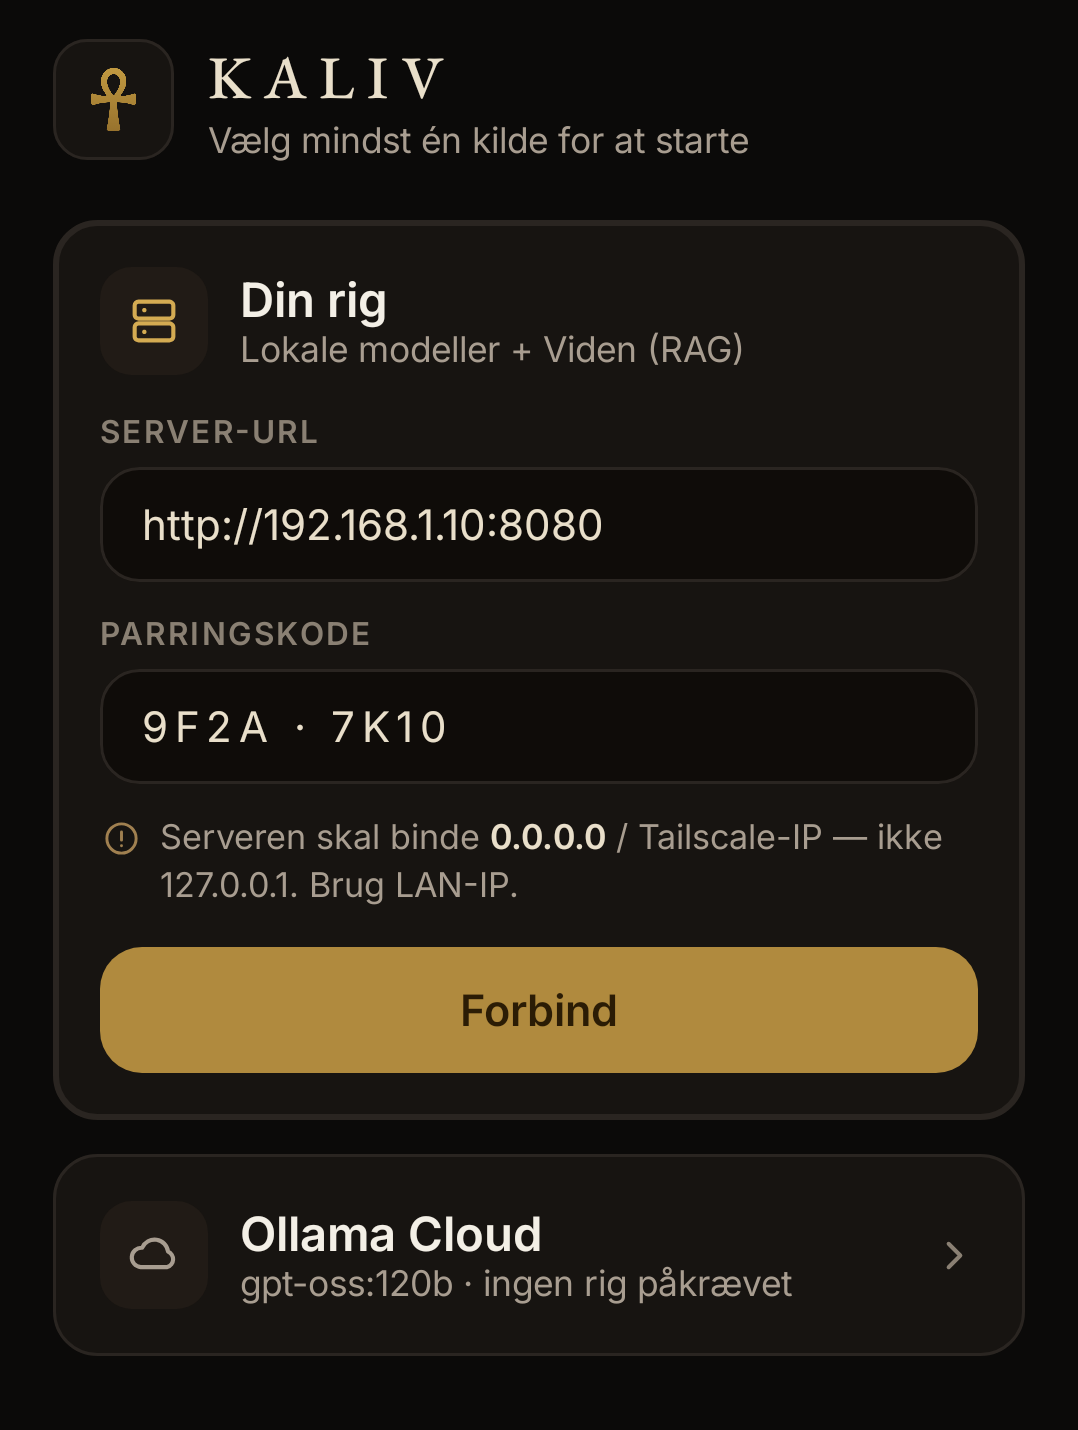 KALIV
Vælg mindst én kilde for at starte
Din rig
Lokale modeller + Viden (RAG)
SERVER-URL
http://192.168.1.10:8080
PARRINGSKODE
9F2A · 7K10
Serveren skal binde 0.0.0.0 / Tailscale-IP — ikke
127.0.0.1. Brug LAN-IP.
Forbind
Ollama Cloud
gpt-oss:120b · ingen rig påkrævet